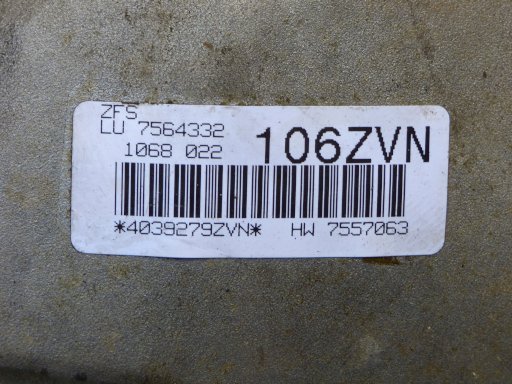 ZFS
LU 7564332
1068 022 106ZVN
*4039279ZVN* HW 7557063